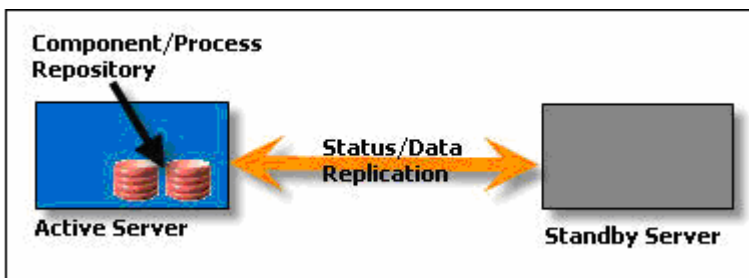 Component/Process
Repository
Status/Data
Replication
Active Server
Standby Server